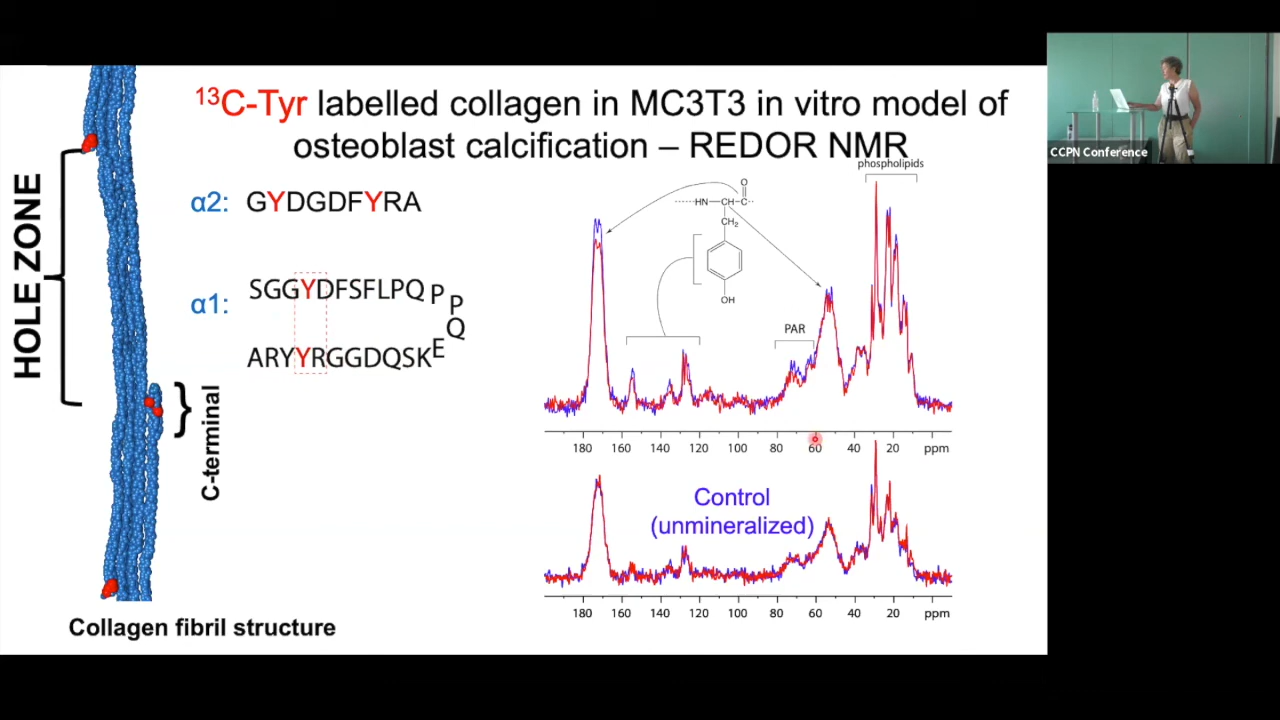 ¹³C-Tyr labelled collagen in MC3T3 in vitro model of
osteoblast calcification – REDOR NMR
HOLE ZONE
α2: GYDGDFYRA
α1: SGGYDFSFLPQPPQEKSQDGGRYYRA
C-terminal
Collagen fibril structure
phospholipids
O
HN CH C
CH₂
OH
PAR
180 160 140 120 100 80 60 40 20 ppm
Control
(unmineralized)
180 160 140 120 100 80 60 40 20 ppm
CCPN Conference